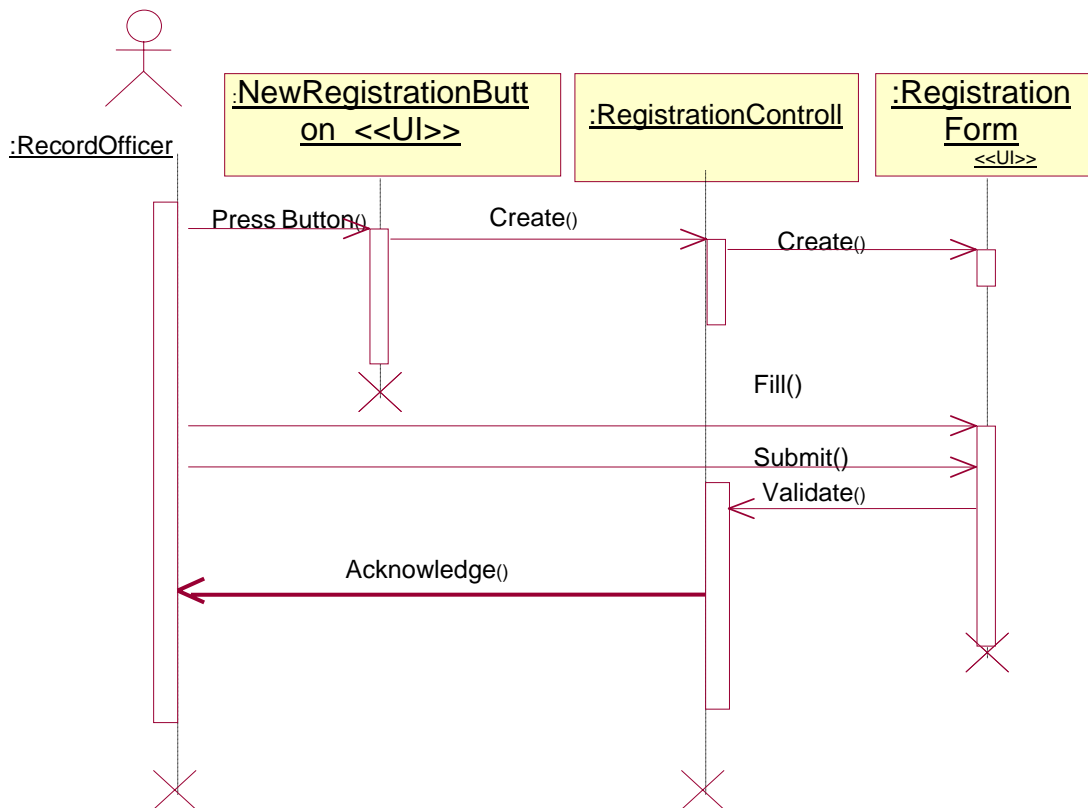 :NewRegistrationButt
on <<UI>>
:RegistrationControll
:Registration
Form
<<UI>>
:RecordOfficer
Press Button()
Create()
Create()
Fill()
Submit()
Validate()
Acknowledge()